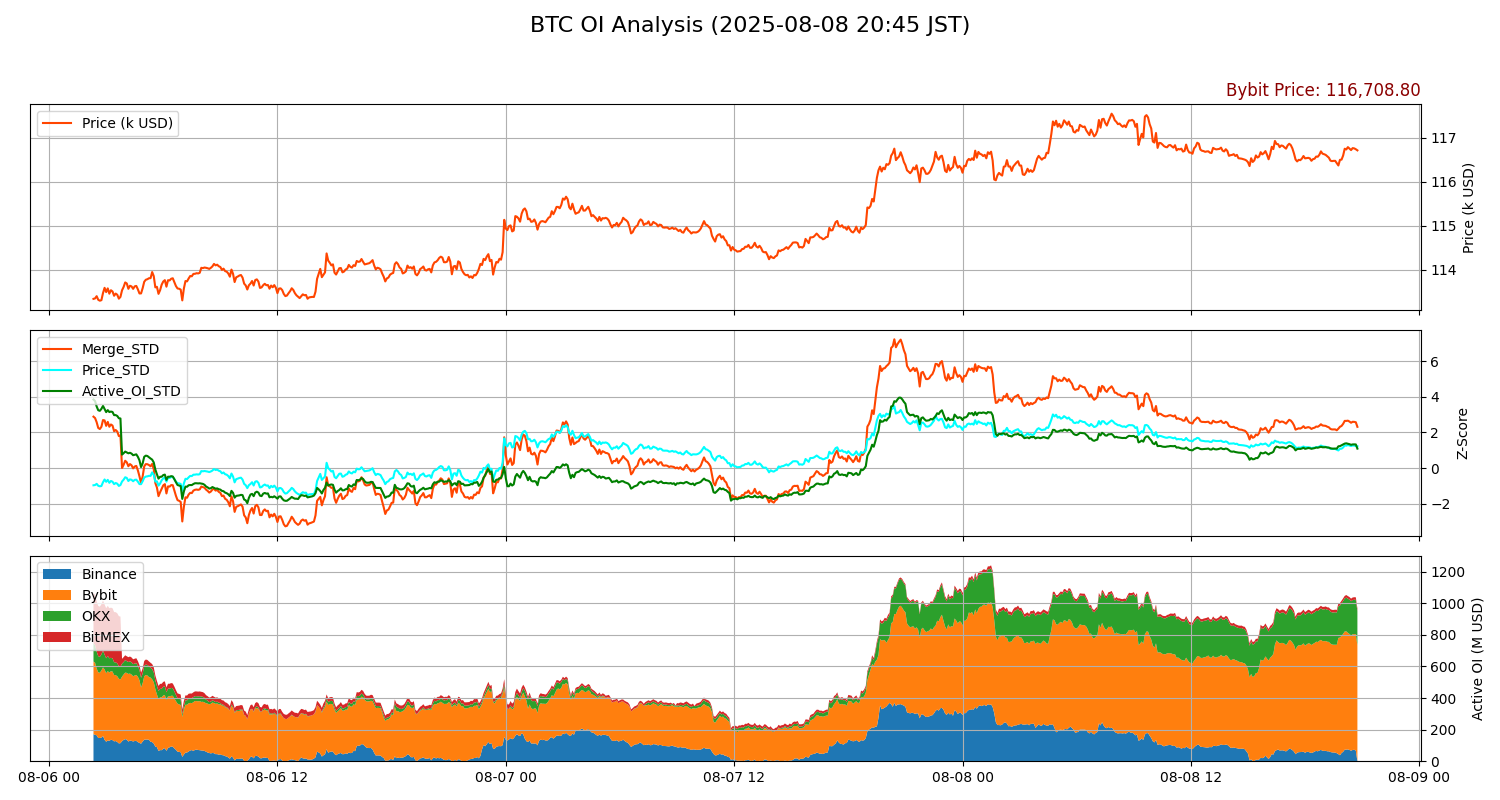 BTC OI Analysis (2025-08-08 20:45 JST)
Bybit Price: 116,708.80
Price (k USD)
117
116
115
114
Price (k USD)
Merge_STD
Price_STD
Active_OI_STD
6
4
2
0
−2
Z-Score
Binance
Bybit
OKX
BitMEX
1200
1000
800
600
400
200
0
Active OI (M USD)
08-06 00
08-06 12
08-07 00
08-07 12
08-08 00
08-08 12
08-09 00